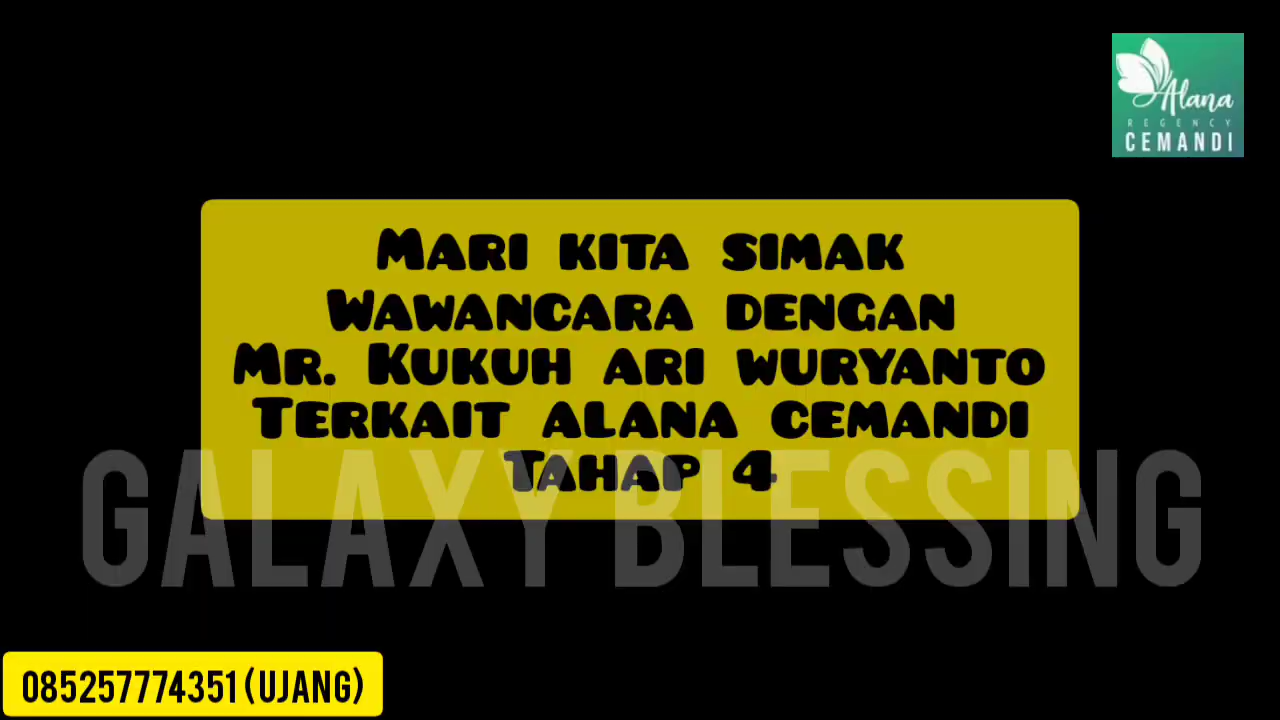 Alana
REGENCY
CEMANDI
MARI KITA SIMAK
WAWANCARA DENGAN
MR. KUKUH ARI WURYANTO
TERKAIT ALANA CEMANDI
TAHAP 4
GALAXY BLESSING
085257774351 (UJANG)